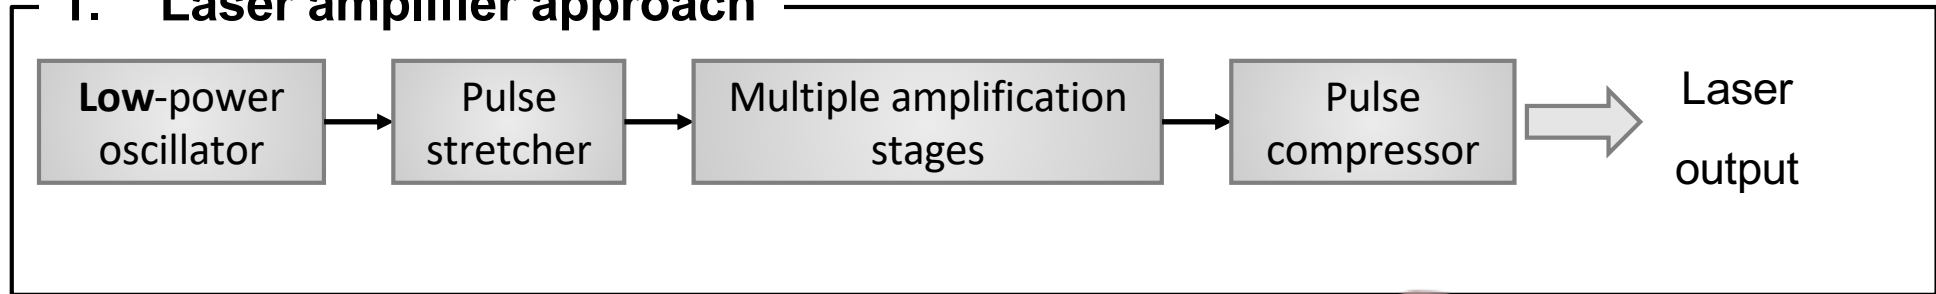 1. Laser amplifier approach
Low-power
oscillator
Pulse
stretcher
Multiple amplification
stages
Pulse
compressor
Laser
output